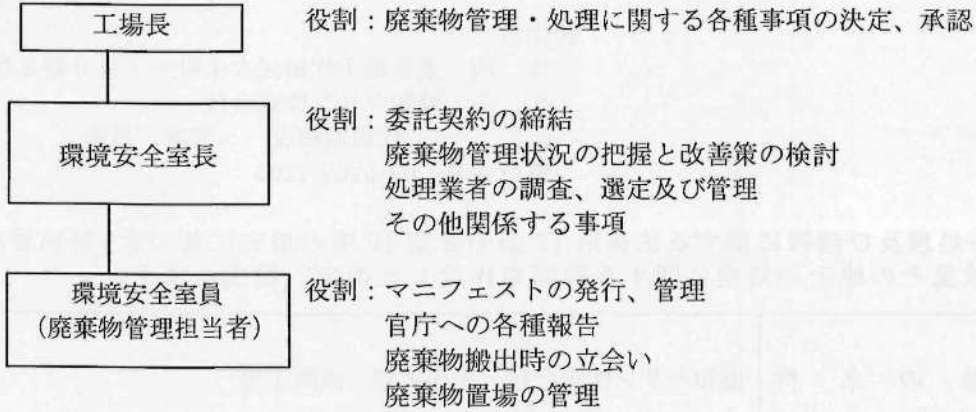 工場長
役割：廃棄物管理・処理に関する各種事項の決定、承認
環境安全室長
役割：委託契約の締結
廃棄物管理状況の把握と改善策の検討
処理業者の調査、選定及び管理
その他関係する事項
環境安全室員
（廃棄物管理担当者）
役割：マニフェストの発行、管理
官庁への各種報告
廃棄物搬出時の立会い
廃棄物置場の管理